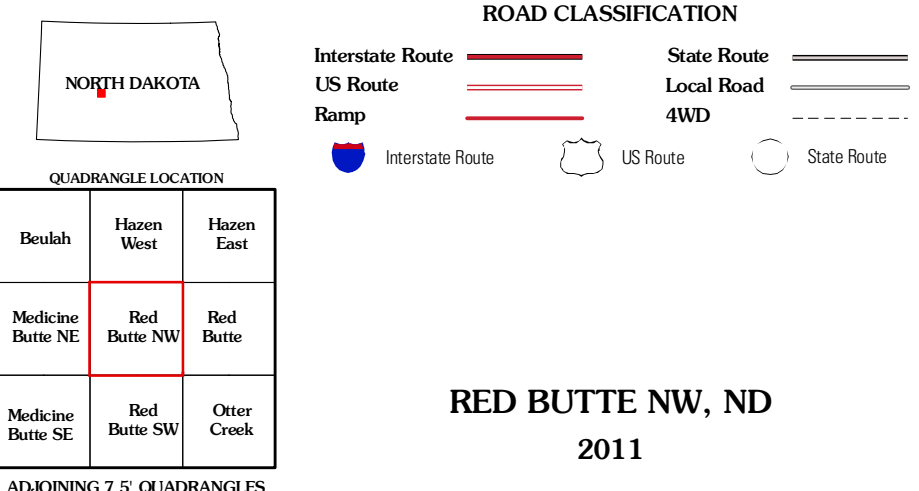 NORTH DAKOTA
QUADRANGLE LOCATION
ROAD CLASSIFICATION
Interstate Route
State Route
US Route
Local Road
Ramp
4WD
Interstate Route
US Route
State Route
Beulah
Hazen
West
Hazen
East
Medicine
Butte NE
Red
Butte NW
Red
Butte
Medicine
Butte SE
Red
Butte SW
Otter
Creek
ADJOINING 7.5' QUADRANGLES
RED BUTTE NW, ND
2011